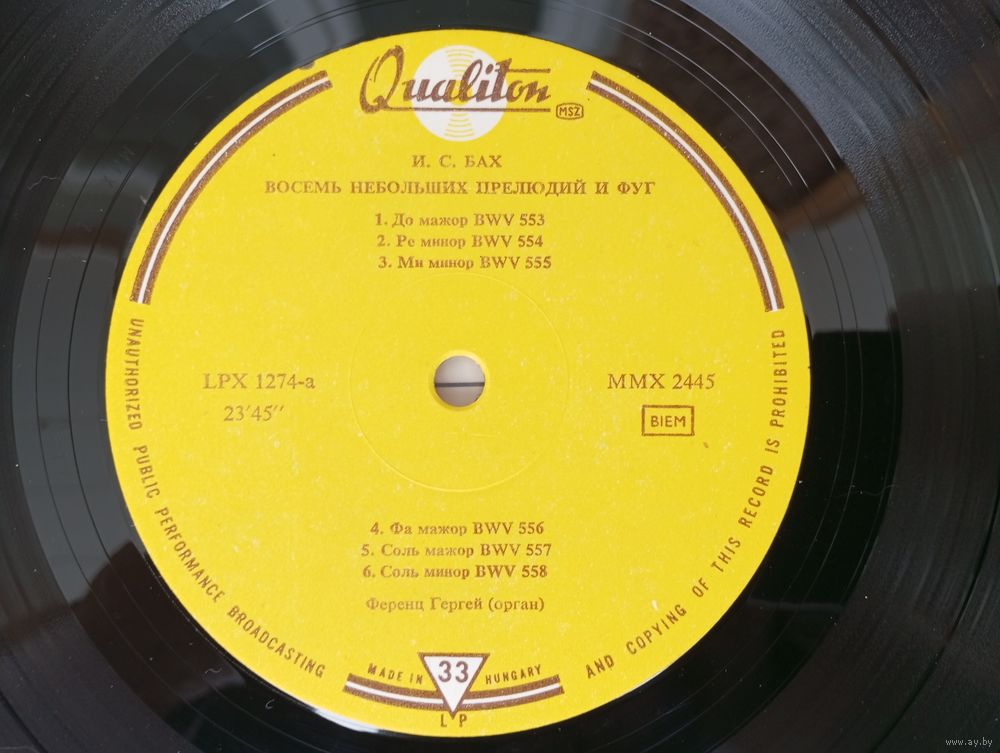 Qualiton
MSZ
И. С. БАХ
ВОСЕМЬ НЕБОЛЬШИХ ПРЕЛЮДИЙ И ФУГ
1. До мажор BWV 553
2. Ре минор BWV 554
3. Ми минор BWV 555
LPX 1274-a
MMX 2445
23'45''
BIEM
4. Фа мажор BWV 556
5. Соль мажор BWV 557
6. Соль минор BWV 558
Ференц Гергей (орган)
UNAUTHORIZED PUBLIC PERFORMANCE BROADCASTING AND COPYING OF THIS RECORD IS PROHIBITED
MADE IN 33 HUNGARY
LP
www.ay.by